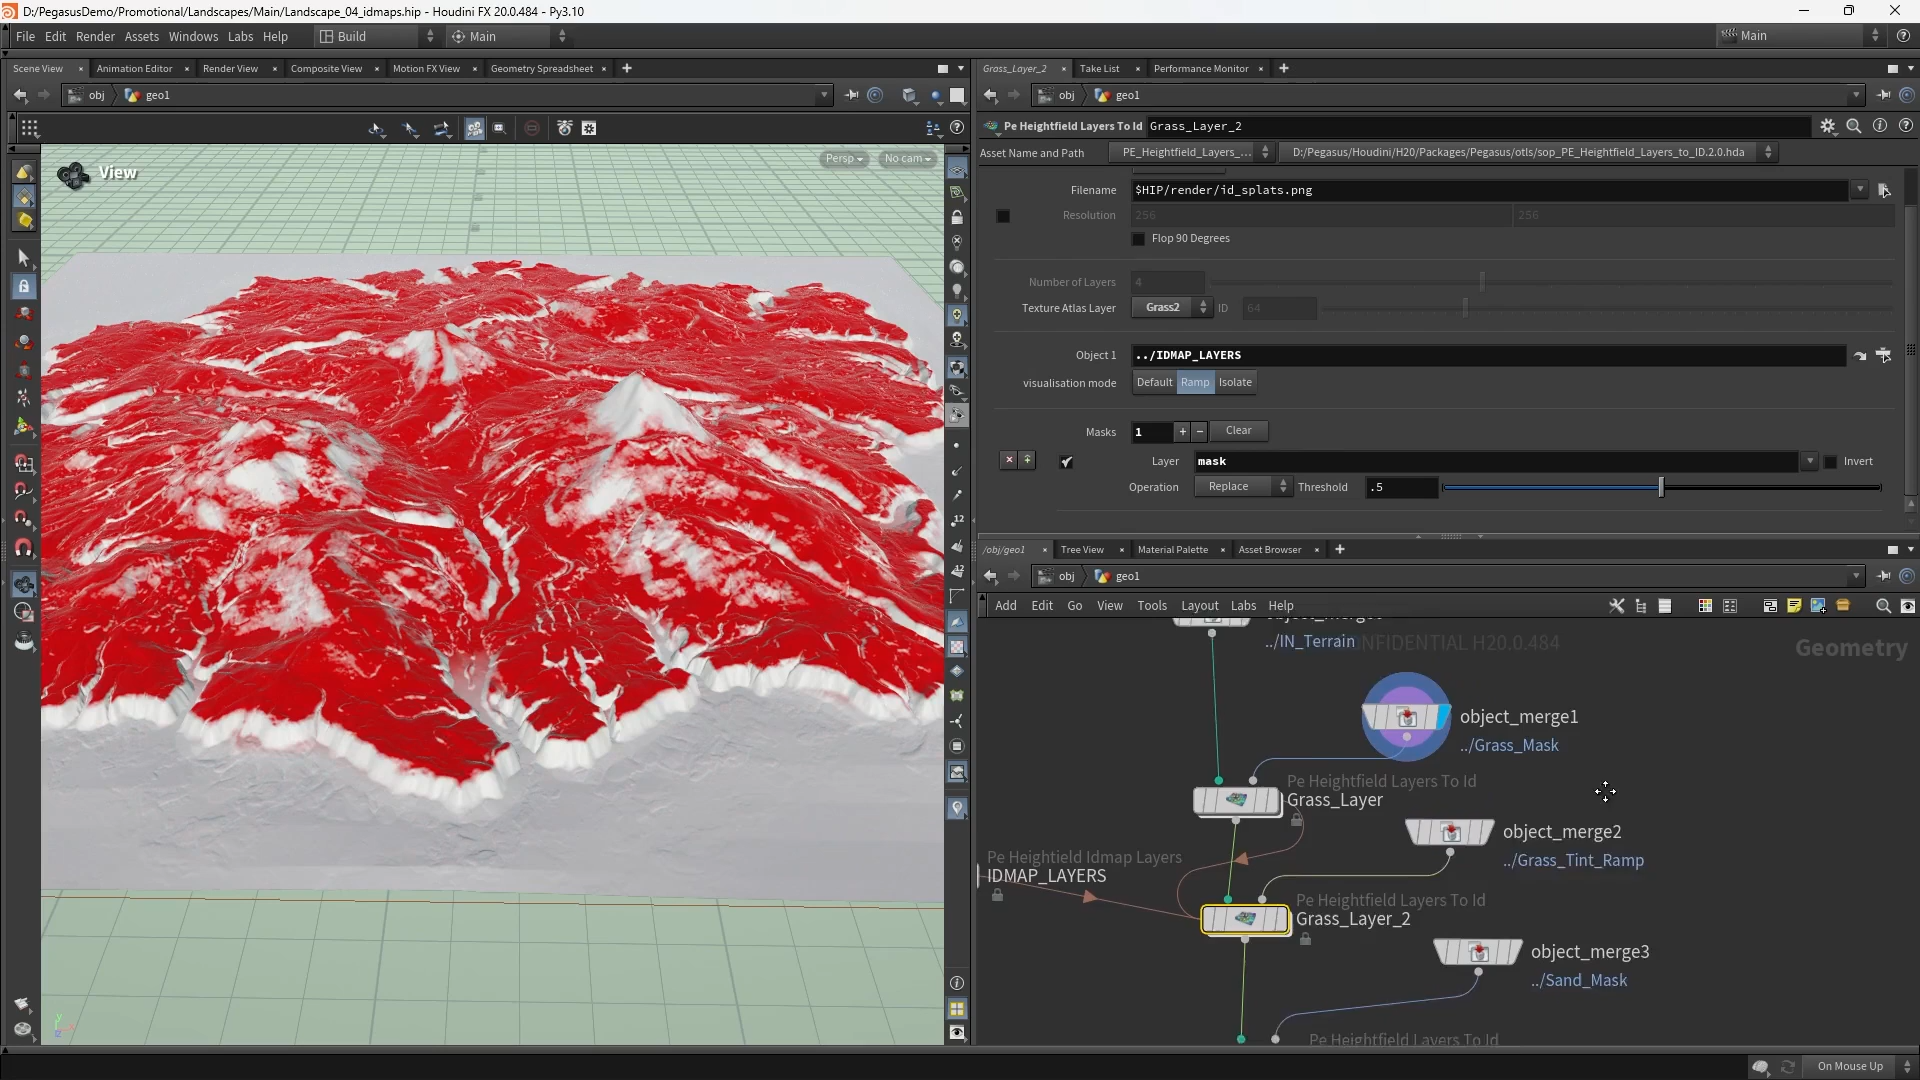 D:/PegasusDemo/Promotional/Landscapes/Main/Landscape_04_idmaps.hip - Houdini FX 20.0.484 - Py3.10
File Edit Render Assets Windows Labs Help Build Main Main
Scene View Animation Editor Render View Composite View Motion FX View Geometry Spreadsheet
obj geo1
View
Persp
No cam
12
12
Grass_Layer_2 Take List Performance Monitor
obj geo1
Pe Heightfield Layers To Id Grass_Layer_2
Asset Name and Path PE_Heightfield_Layers_... D:/Pegasus/Houdini/H20/Packages/Pegasus/otls/sop_PE_Heightfield_Layers_to_ID.2.0.hda
Filename $HIP/render/id_splats.png
Resolution 256 256
Flop 90 Degrees
Number of Layers 4
Texture Atlas Layer Grass2 ID 64
Object 1 ../IDMAP_LAYERS
visualisation mode Default Ramp Isolate
Masks 1 + - Clear
Layer mask Invert
Operation Replace Threshold .5
/obj/geo1 Tree View Material Palette Asset Browser
obj geo1
Add Edit Go View Tools Layout Labs Help
../IN_Terrain
NFIDENTIAL H20.0.484
Geometry
object_merge1
../Grass_Mask
Pe Heightfield Layers To Id
Grass_Layer
object_merge2
../Grass_Tint_Ramp
Pe Heightfield Idmap Layers
IDMAP_LAYERS
Pe Heightfield Layers To Id
Grass_Layer_2
object_merge3
../Sand_Mask
Pe Heightfield Layers To Id
On Mouse Up